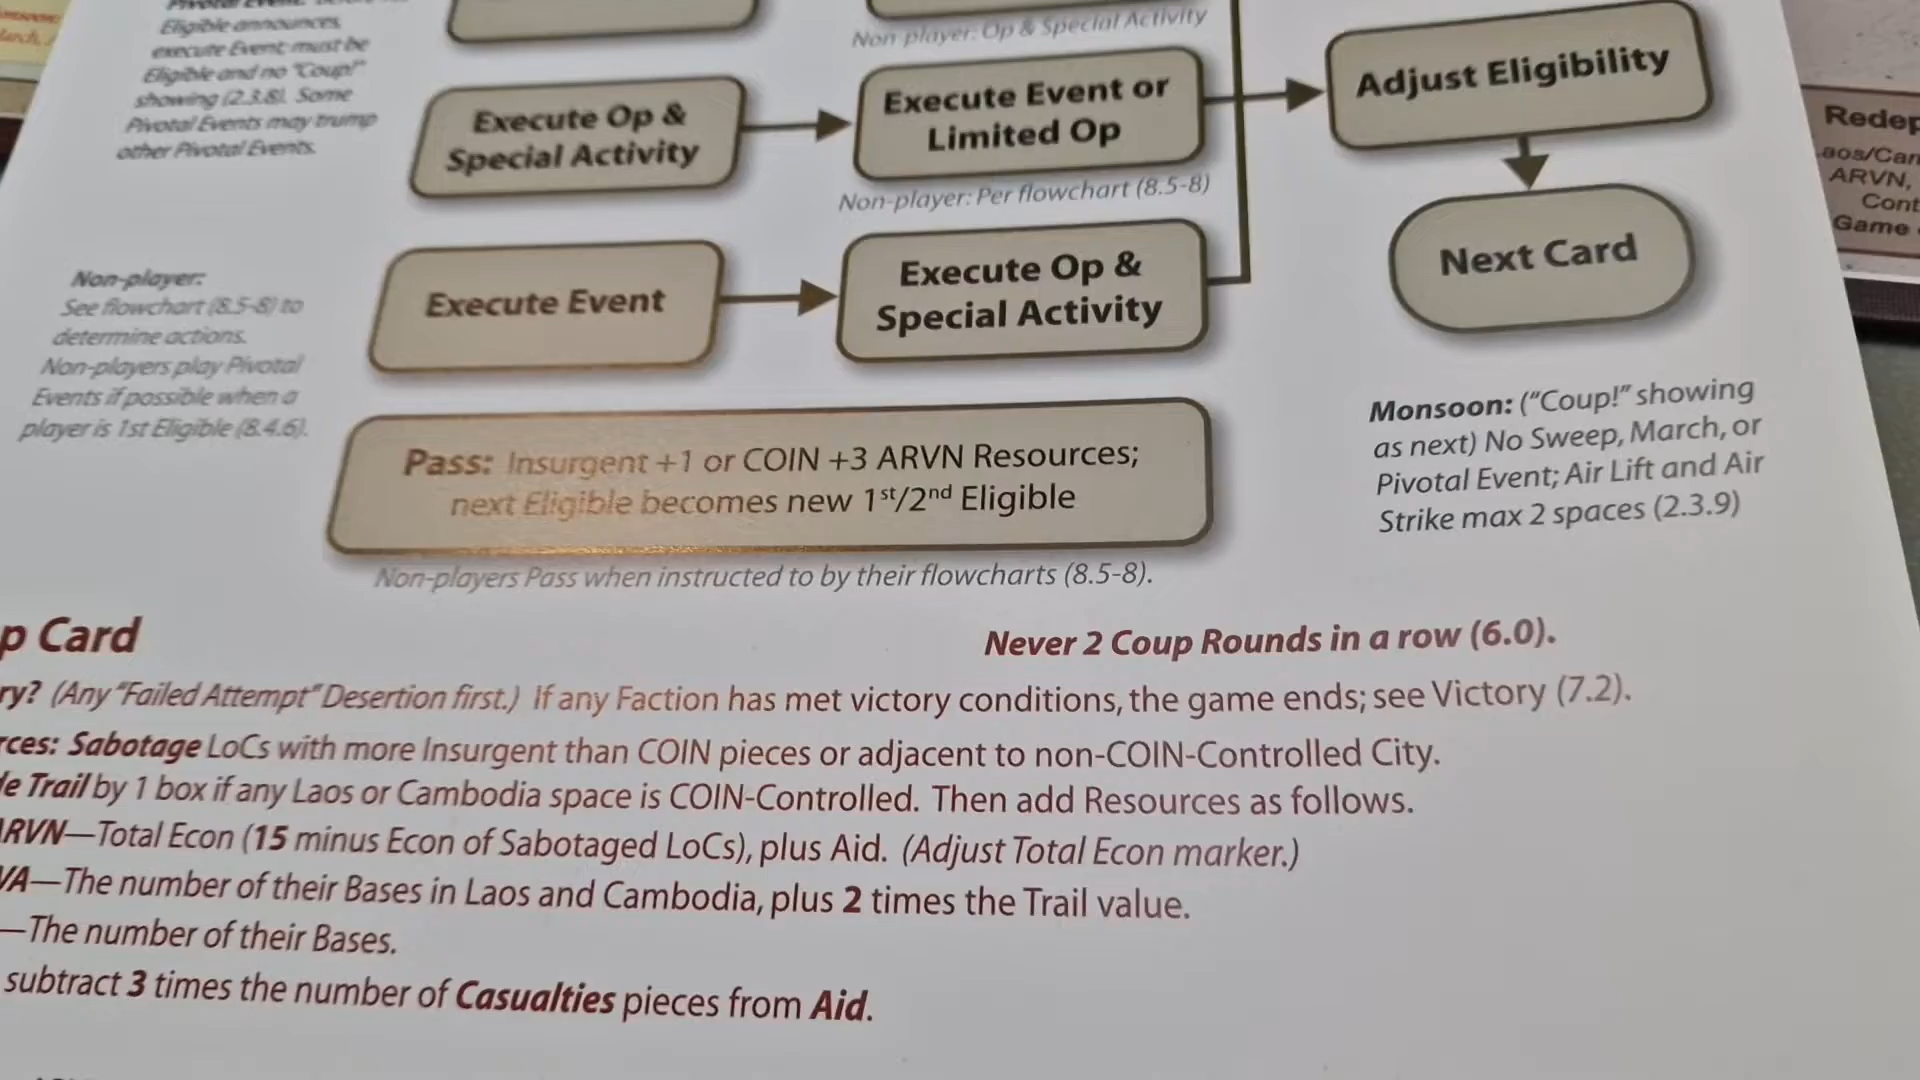 Pivotal Event:
Eligible announces
execute Event; must be
Eligible and no "Coup!"
showing (2.3.8). Some
Pivotal Events may trump
other Pivotal Events.
Non-player: Op & Special Activity
Execute Op &
Special Activity
Execute Event or
Limited Op
Adjust Eligibility
Non-player: Per flowchart (8.5-8)
Next Card
Non-player:
See flowchart (8.5-8) to
determine actions.
Non-players play Pivotal
Events if possible when a
player is 1st Eligible (8.4.6).
Execute Event
Execute Op &
Special Activity
Pass: Insurgent +1 or COIN +3 ARVN Resources;
next Eligible becomes new 1st/2nd Eligible
Non-players Pass when instructed to by their flowcharts (8.5-8).
Monsoon: ("Coup!" showing
as next) No Sweep, March, or
Pivotal Event; Air Lift and Air
Strike max 2 spaces (2.3.9)
Redep
aos/Cam
ARVN,
Cont
Game
p Card
Never 2 Coup Rounds in a row (6.0).
ry? (Any "Failed Attempt" Desertion first.) If any Faction has met victory conditions, the game ends; see Victory (7.2).
rces: Sabotage LoCs with more Insurgent than COIN pieces or adjacent to non-COIN-Controlled City.
de Trail by 1 box if any Laos or Cambodia space is COIN-Controlled. Then add Resources as follows.
ARVN—Total Econ (15 minus Econ of Sabotaged LoCs), plus Aid. (Adjust Total Econ marker.)
VA—The number of their Bases in Laos and Cambodia, plus 2 times the Trail value.
—The number of their Bases.
subtract 3 times the number of Casualties pieces from Aid.